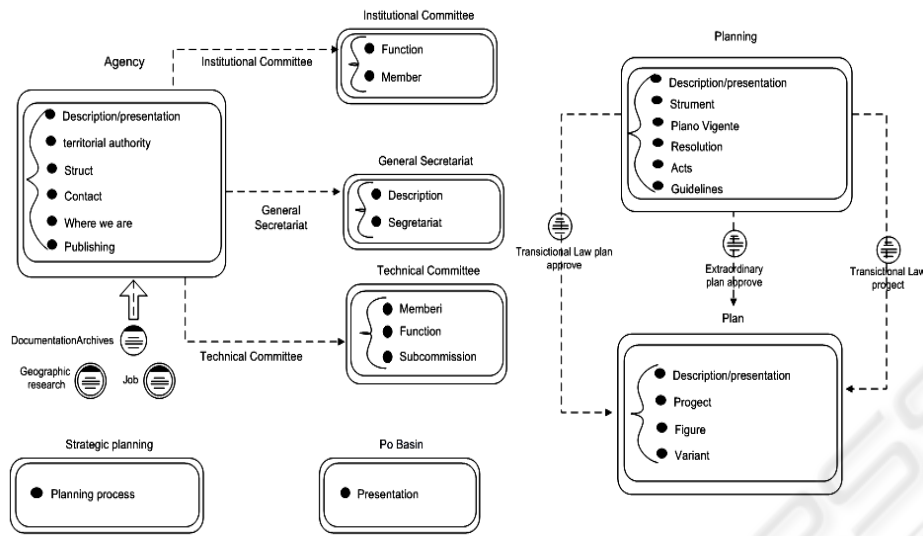 Institutional Committee
Function
Member
Institutional Committee
Agency
Description/presentation
territorial authority
Struct
Contact
Where we are
Publishing
General Secretariat
Description
Segretariat
General
Secretariat
Technical Committee
Memberi
Function
Subcommission
Technical Committee
DocumentationArchives
Geographic
research
Job
Strategic planning
Planning process
Po Basin
Presentation
Planning
Description/presentation
Strument
Piano Vigente
Resolution
Acts
Guidelines
Transictional Law plan
approve
Extraordinary
plan approve
Transictional Law
progect
Plan
Description/presentation
Progect
Figure
Variant